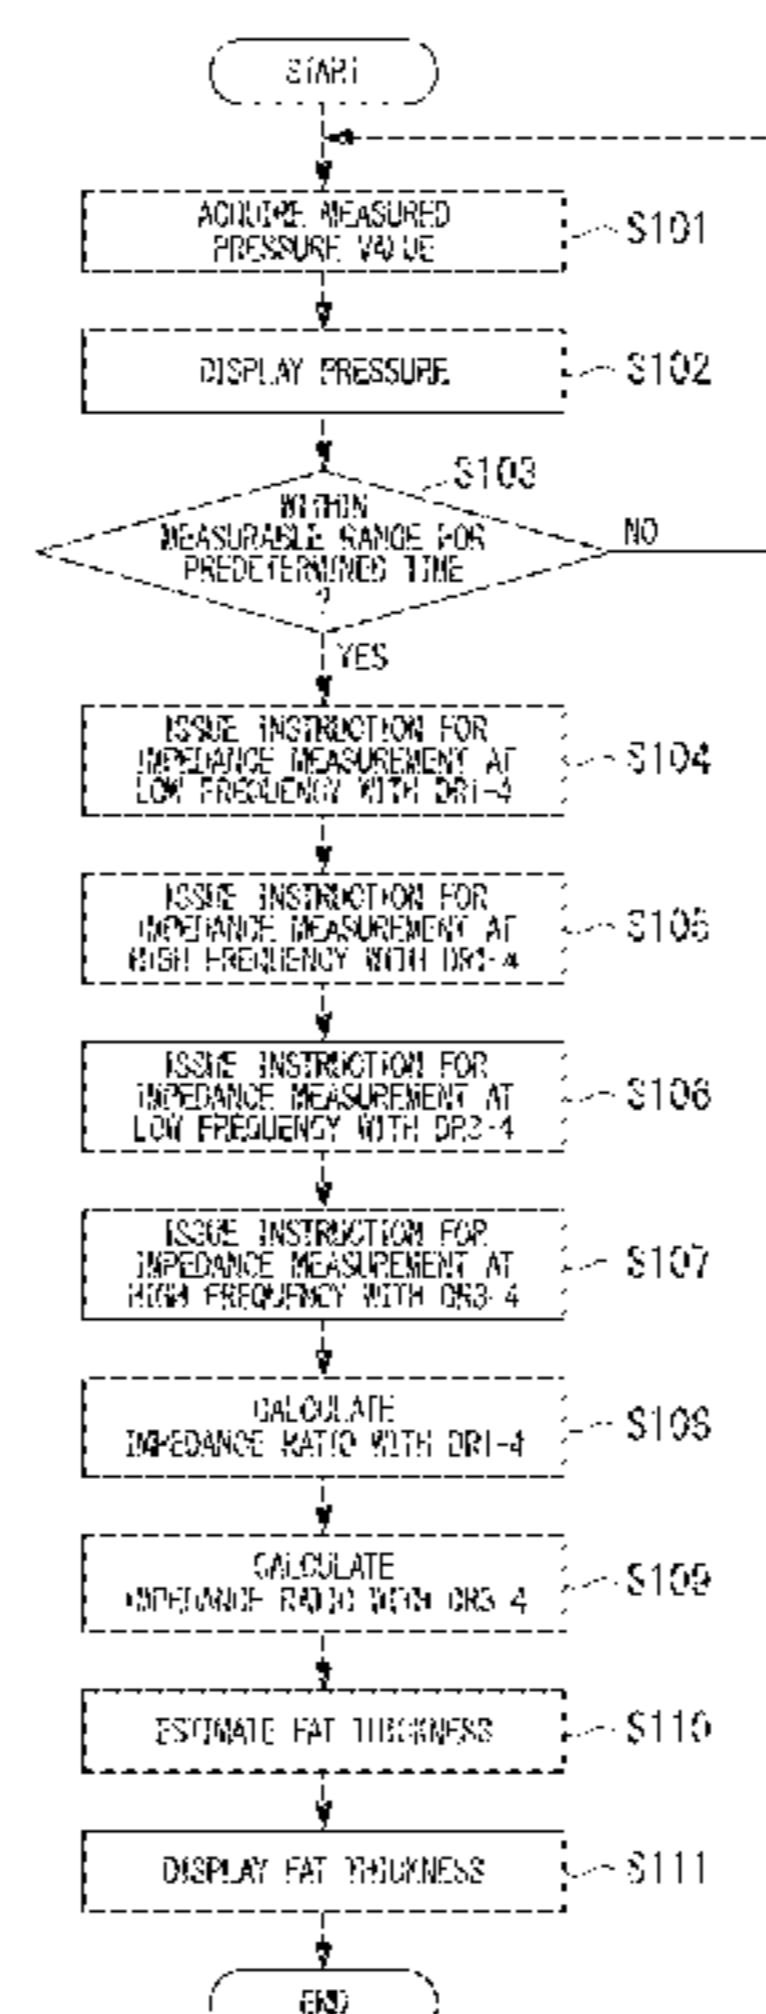 START
ACQUIRE MEASURED
PRESSURE VALUE
S101
DISPLAY PRESSURE
S102
S103
WITHIN
MEASURABLE RANGE FOR
PREDETERMINED TIME
?
NO
YES
ISSUE INSTRUCTION FOR
IMPEDANCE MEASUREMENT AT
LOW FREQUENCY WITH DR1-4
S104
ISSUE INSTRUCTION FOR
IMPEDANCE MEASUREMENT AT
HIGH FREQUENCY WITH DR1-4
S105
ISSUE INSTRUCTION FOR
IMPEDANCE MEASUREMENT AT
LOW FREQUENCY WITH DR3-4
S106
ISSUE INSTRUCTION FOR
IMPEDANCE MEASUREMENT AT
HIGH FREQUENCY WITH DR3-4
S107
CALCULATE
IMPEDANCE RATIO WITH DR1-4
S108
CALCULATE
IMPEDANCE RATIO WITH DR3-4
S109
ESTIMATE FAT THICKNESS
S110
DISPLAY FAT THICKNESS
S111
END